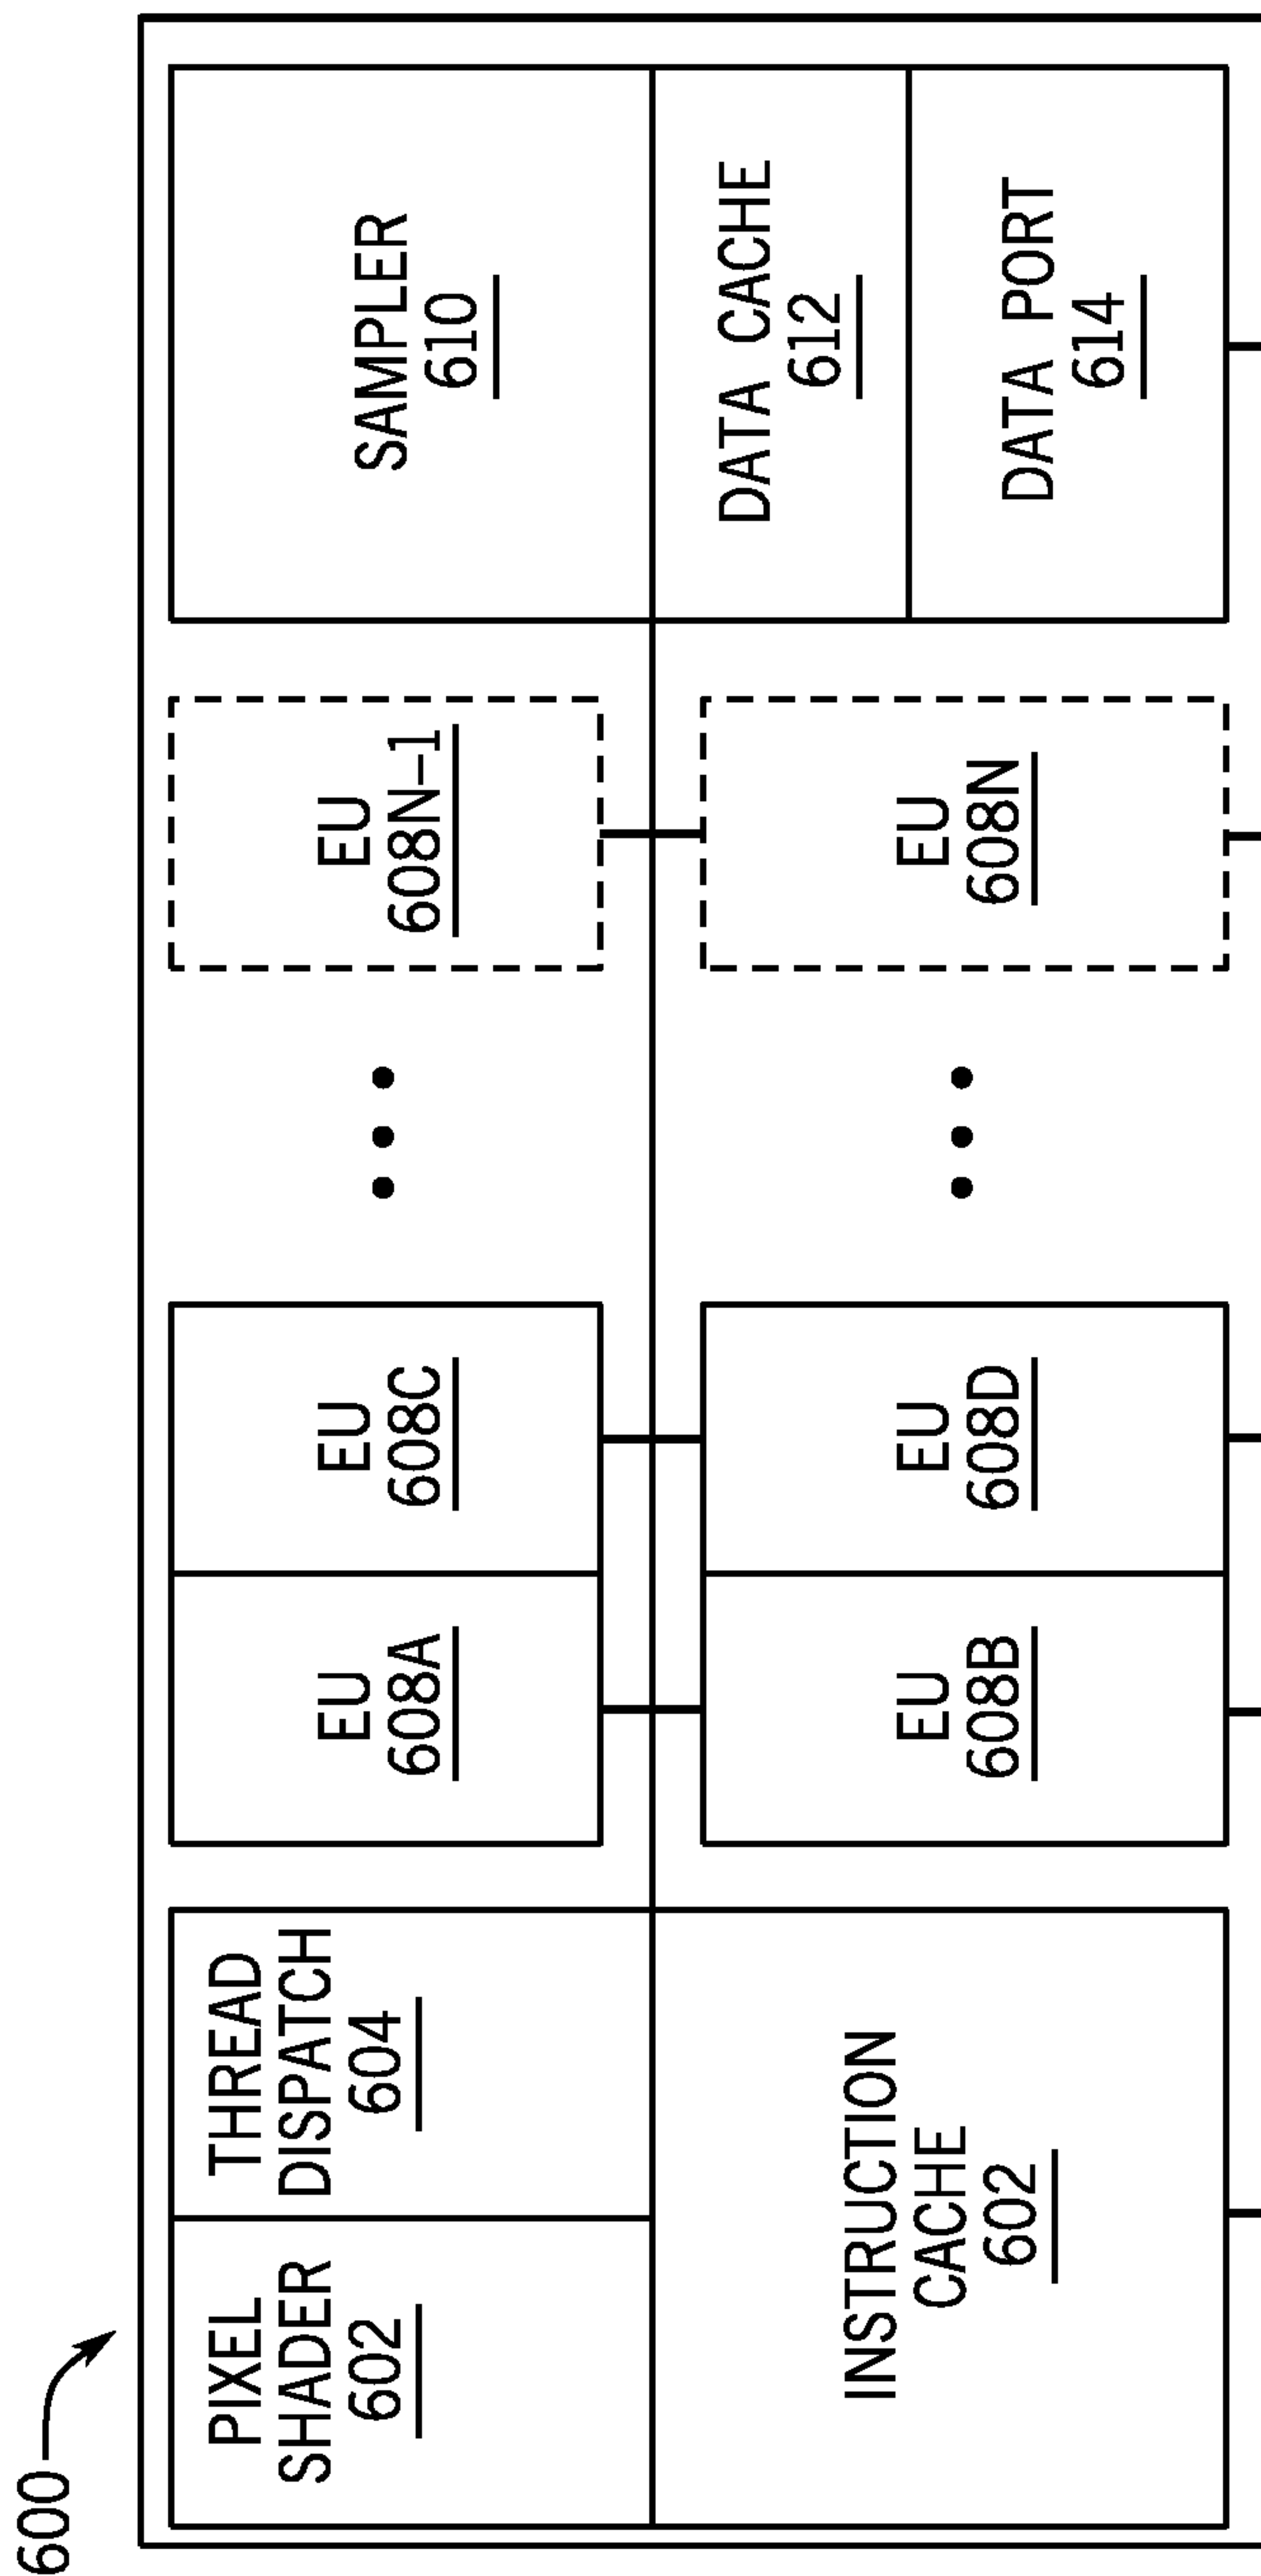 600
PIXEL
SHADER
602
THREAD
DISPATCH
604
INSTRUCTION
CACHE
602
EU
608A
EU
608C
EU
608N-1
EU
608B
EU
608D
EU
608N
SAMPLER
610
DATA CACHE
612
DATA PORT
614